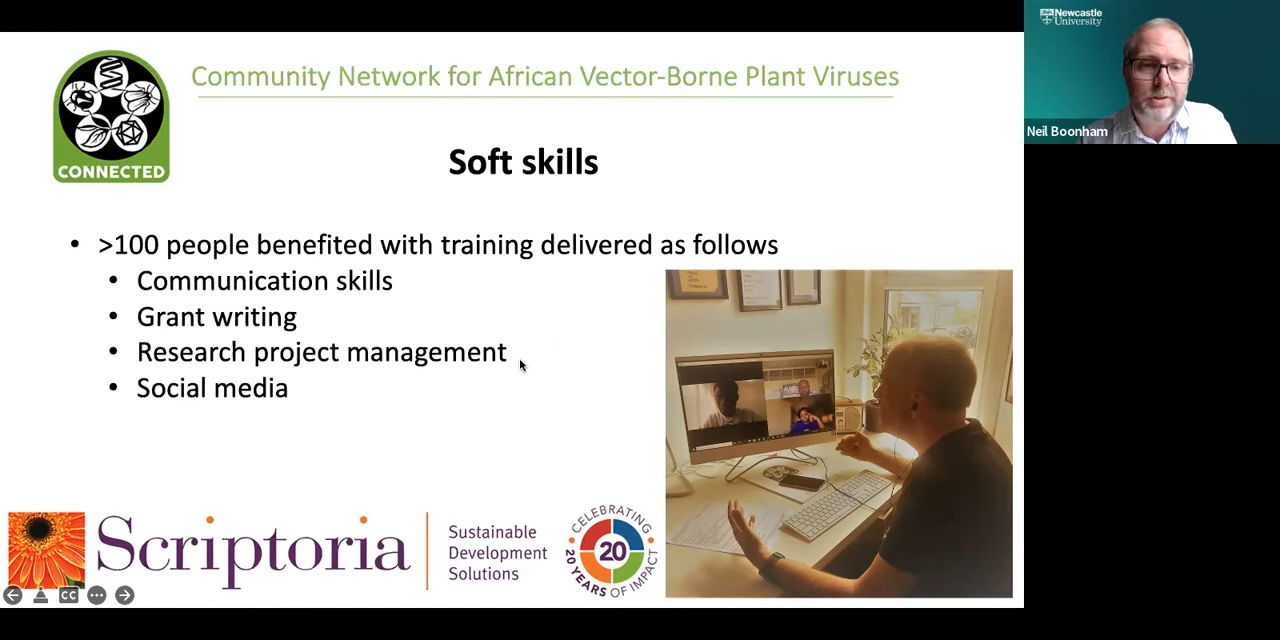 Community Network for African Vector-Borne Plant Viruses
CONNECTED
Soft skills
• >100 people benefited with training delivered as follows
• Communication skills
• Grant writing
• Research project management
• Social media
Scriptoria
Sustainable
Development
Solutions
CELEBRATING
20
20 YEARS OF IMPACT
CC
Newcastle
University
Neil Boonham